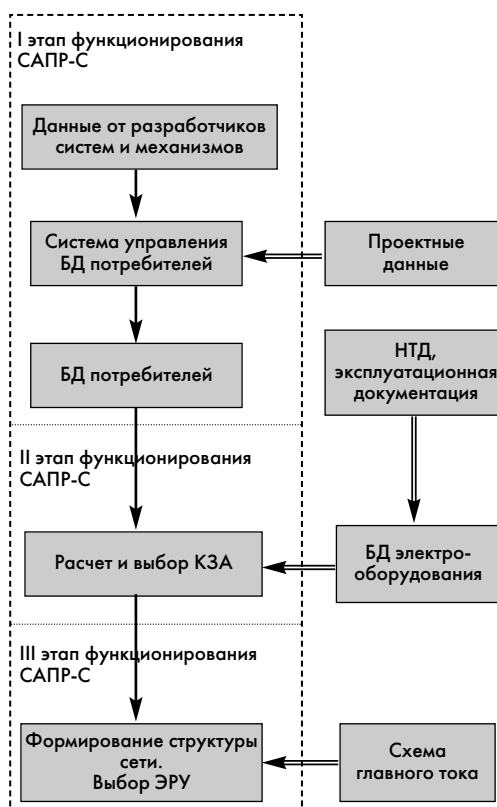 I этап функционирования
САПР-С
Данные от разработчиков
систем и механизмов
Система управления
БД потребителей
Проектные
данные
БД потребителей
НТД,
эксплуатационная
документация
II этап функционирования
САПР-С
Расчет и выбор КЗА
БД электро-
оборудования
III этап функционирования
САПР-С
Формирование структуры
сети.
Выбор ЭРУ
Схема
главного тока